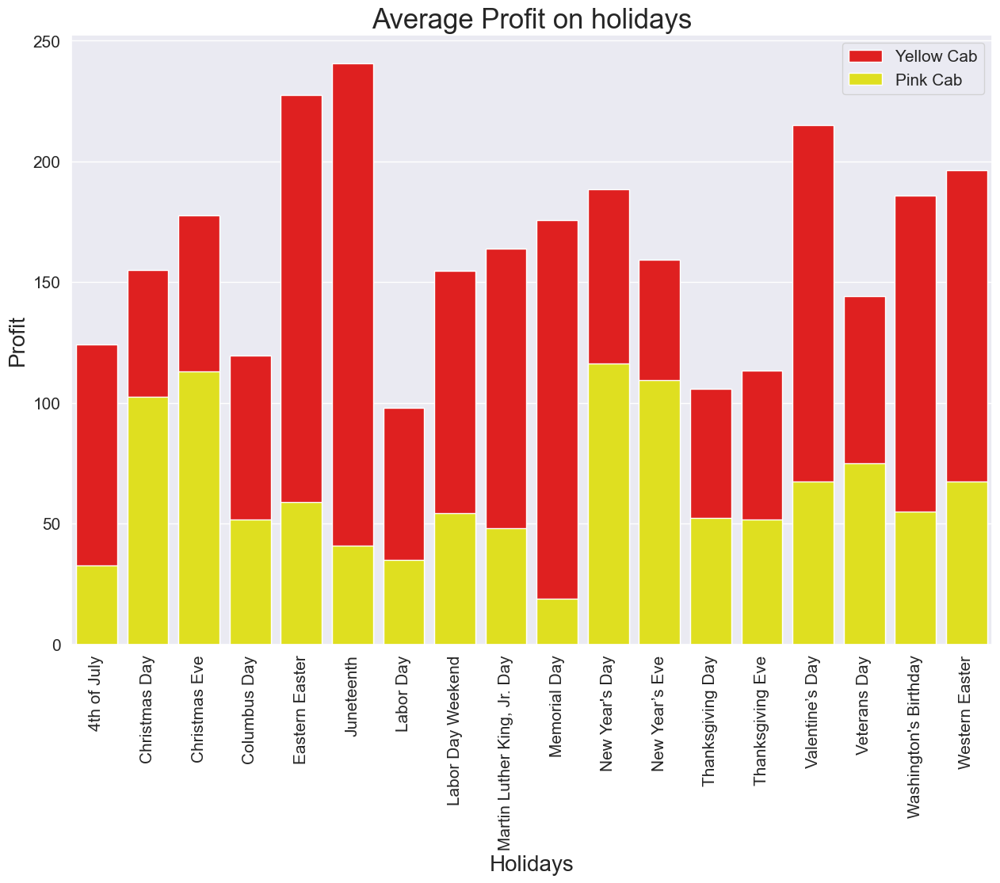 Average Profit on holidays
Yellow Cab
Pink Cab
Profit
250
200
150
100
50
0
4th of July
Christmas Day
Christmas Eve
Columbus Day
Eastern Easter
Juneteenth
Labor Day
Labor Day Weekend
Martin Luther King, Jr. Day
Memorial Day
New Year's Day
New Year’s Eve
Thanksgiving Day
Thanksgiving Eve
Valentine’s Day
Veterans Day
Washington's Birthday
Western Easter
Holidays